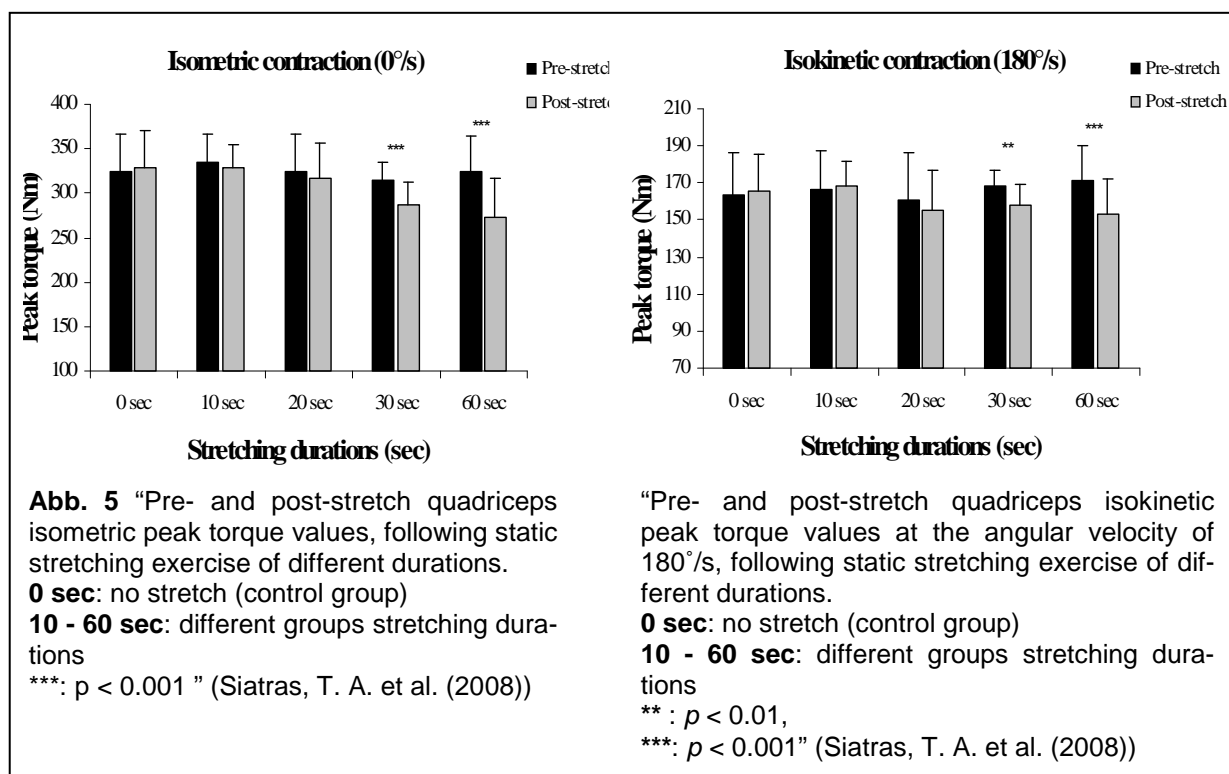 Isometric contraction (0°/s)
Pre-stretch
Post-stretc
400
350
300
250
200
150
100
Peak torque (Nm)
***
***
0 sec
10 sec
20 sec
30 sec
60 sec
Stretching durations (sec)
Isokinetic contraction (180°/s)
Pre-stretch
Post-stretch
210
190
170
150
130
110
90
70
Peak torque (Nm)
**
***
0 sec
10 sec
20 sec
30 sec
60 sec
Stretching durations (sec)
Abb. 5 “Pre- and post-stretch quadriceps
isometric peak torque values, following static
stretching exercise of different durations.
0 sec: no stretch (control group)
10 - 60 sec: different groups stretching dura-
tions
***: p < 0.001 ” (Siatras, T. A. et al. (2008))
“Pre- and post-stretch quadriceps isokinetic
peak torque values at the angular velocity of
180˚/s, following static stretching exercise of dif-
ferent durations.
0 sec: no stretch (control group)
10 - 60 sec: different groups stretching dura-
tions
** : p < 0.01,
***: p < 0.001” (Siatras, T. A. et al. (2008))